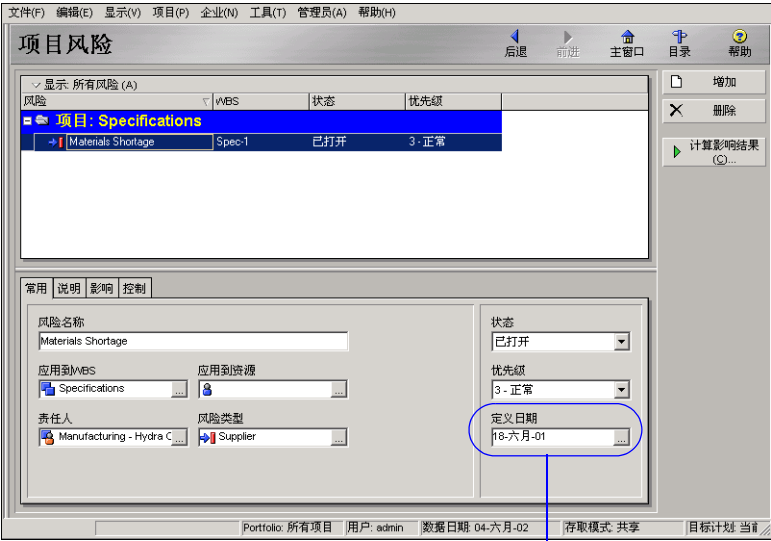 文件(F) 编辑(E) 显示(V) 项目(P) 企业(N) 工具(T) 管理员(A) 帮助(H)
项目风险
后退 前进 主窗口 目录 帮助
显示: 所有风险 (A)
风险 WBS 状态 优先级
项目: Specifications
Materials Shortage Spec-1 已打开 3 - 正常
增加
删除
计算影响结果
(C)...
常用 说明 影响 控制
风险名称
Materials Shortage
应用到WBS 应用到资源
Specifications ... ...
责任人 风险类型
Manufacturing - Hydra C ... Supplier ...
状态
已打开
优先级
3 - 正常
定义日期
18-六月-01 ...
Portfolio: 所有项目 用户: admin 数据日期: 04-六月-02 存取模式: 共享 目标计划: 当前